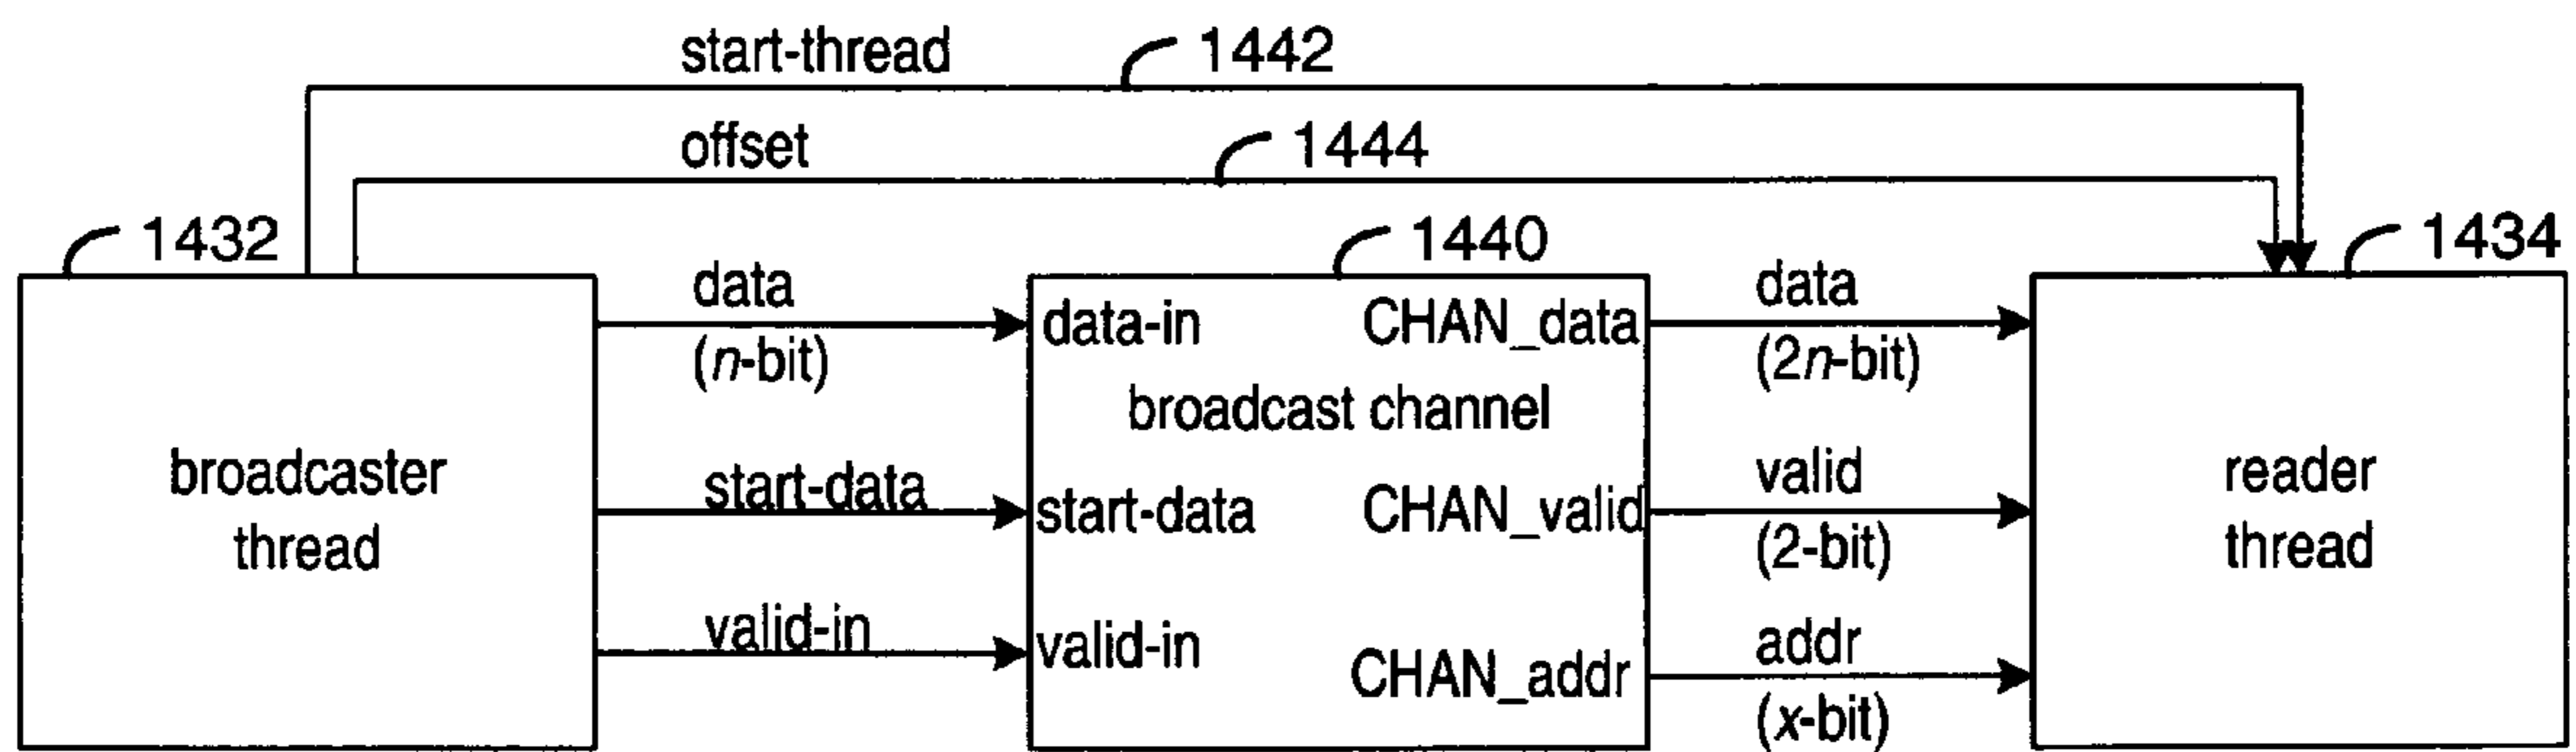 start-thread
1442
offset
1444
1432
1440
1434
data
(n-bit)
start-data
valid-in
broadcaster
thread
data-in
CHAN_data
broadcast channel
start-data
CHAN_valid
valid-in
CHAN_addr
data
(2n-bit)
valid
(2-bit)
addr
(x-bit)
reader
thread